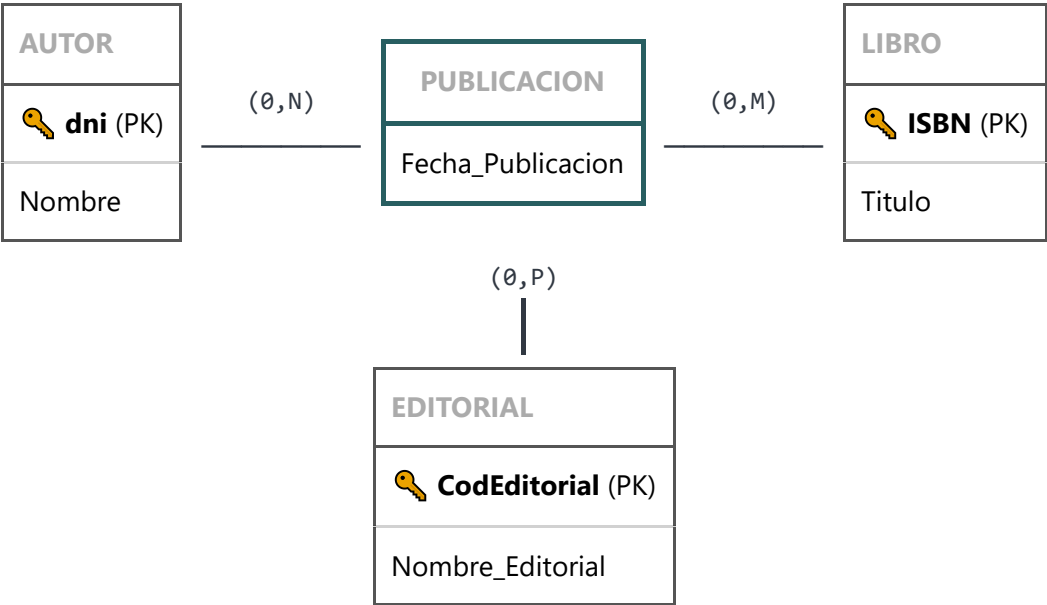 AUTOR
dni (PK)
Nombre
(0,N)
PUBLICACION
Fecha_Publicacion
(0,M)
LIBRO
ISBN (PK)
Titulo
(0,P)
EDITORIAL
CodEditorial (PK)
Nombre_Editorial